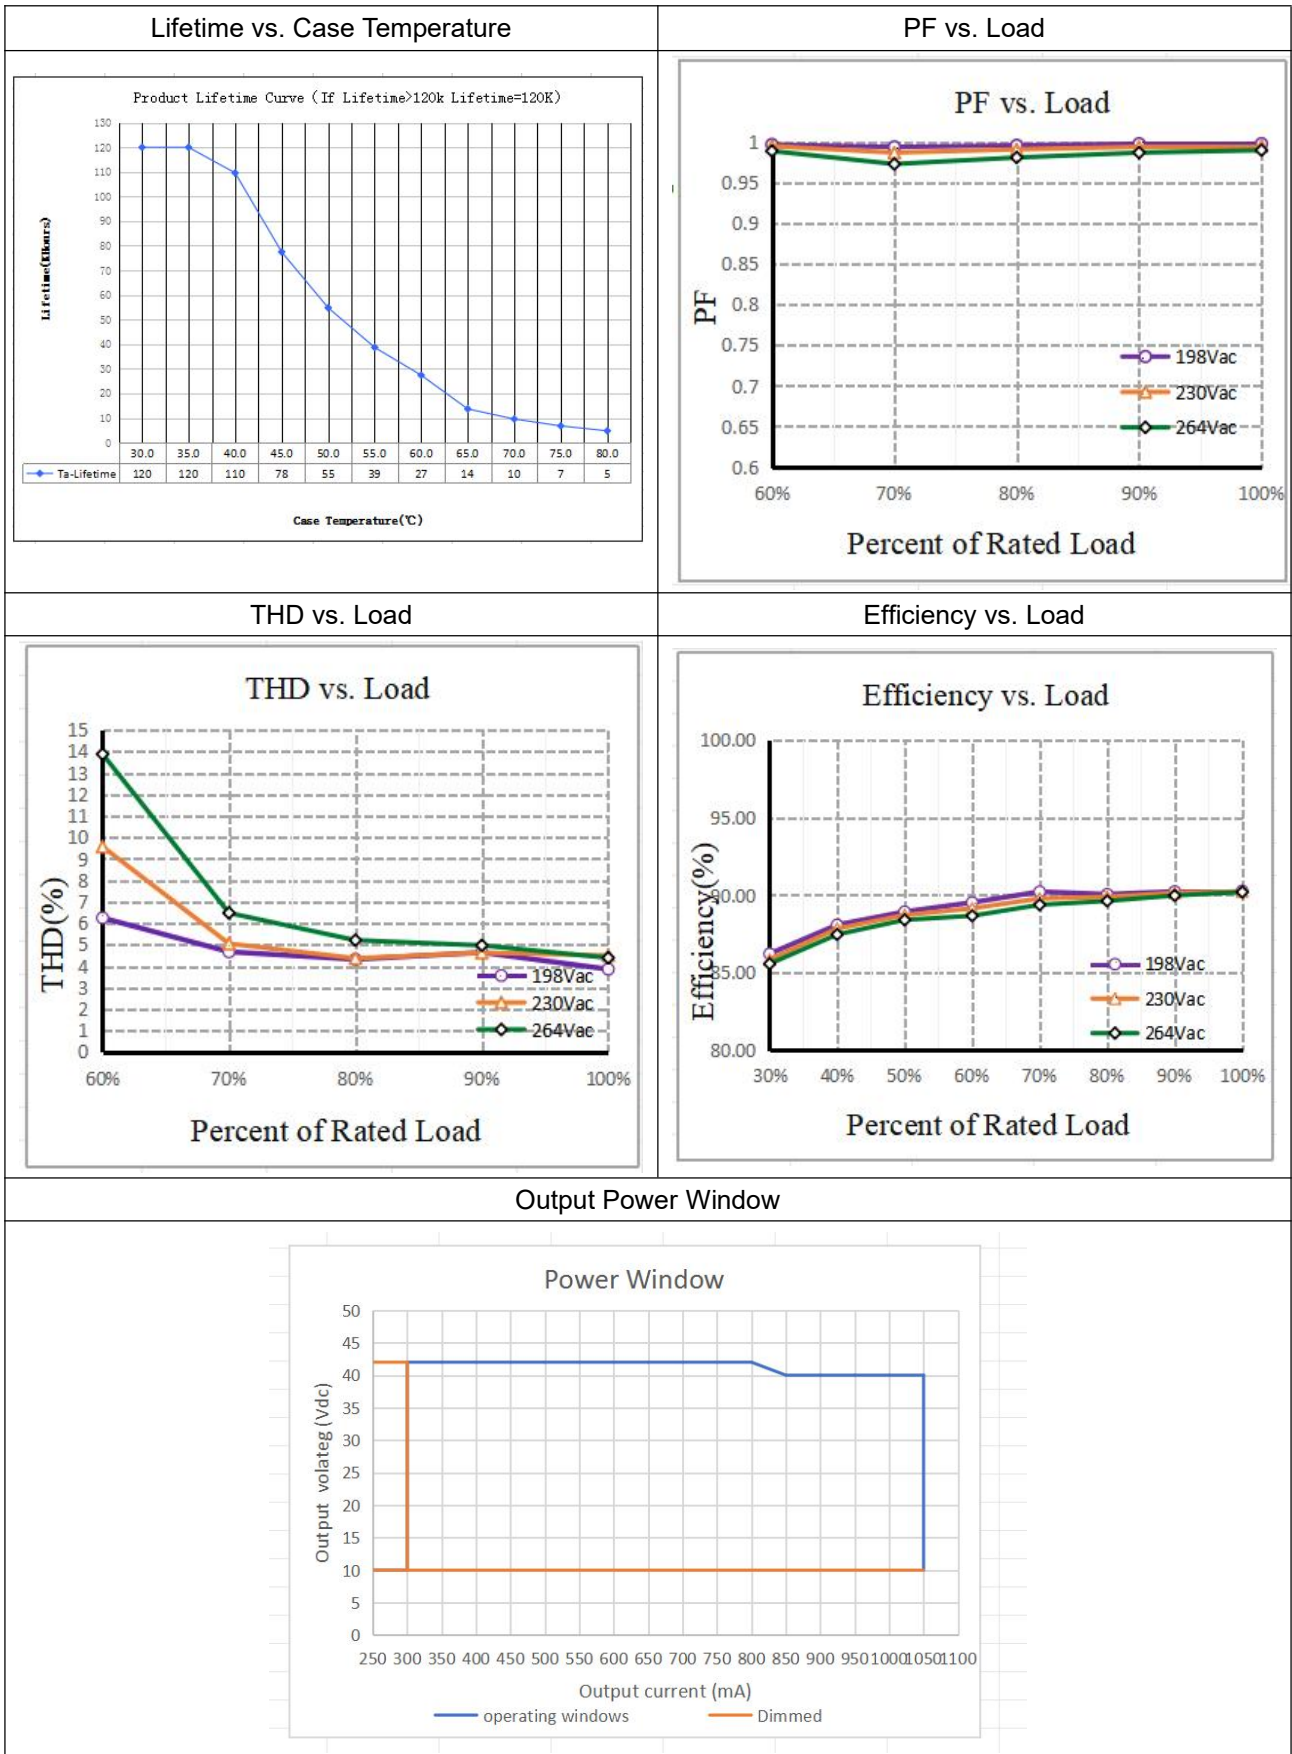 Lifetime vs. Case Temperature
PF vs. Load
Product Lifetime Curve (If Lifetime>120k Lifetime=120K)
130
120
110
100
90
80
70
60
50
40
30
20
10
0
Lifetime(KHours)
30.0 35.0 40.0 45.0 50.0 55.0 60.0 65.0 70.0 75.0 80.0
Ta-Lifetime 120 120 110 78 55 39 27 14 10 7 5
Case Temperature(℃)
PF vs. Load
1
0.95
0.9
0.85
0.8
0.75
0.7
0.65
0.6
PF
198Vac
230Vac
264Vac
60% 70% 80% 90% 100%
Percent of Rated Load
THD vs. Load
Efficiency vs. Load
THD vs. Load
15
14
13
12
11
10
9
8
7
6
5
4
3
2
1
0
THD(%)
198Vac
230Vac
264Vac
60% 70% 80% 90% 100%
Percent of Rated Load
Efficiency vs. Load
100.00
95.00
90.00
85.00
80.00
Efficiency(%)
198Vac
230Vac
264Vac
30% 40% 50% 60% 70% 80% 90% 100%
Percent of Rated Load
Output Power Window
Power Window
50
45
40
35
30
25
20
15
10
5
0
Output volateg (Vdc)
250 300 350 400 450 500 550 600 650 700 750 800 850 900 950 1000 1050 1100
Output current (mA)
operating windows
Dimmed